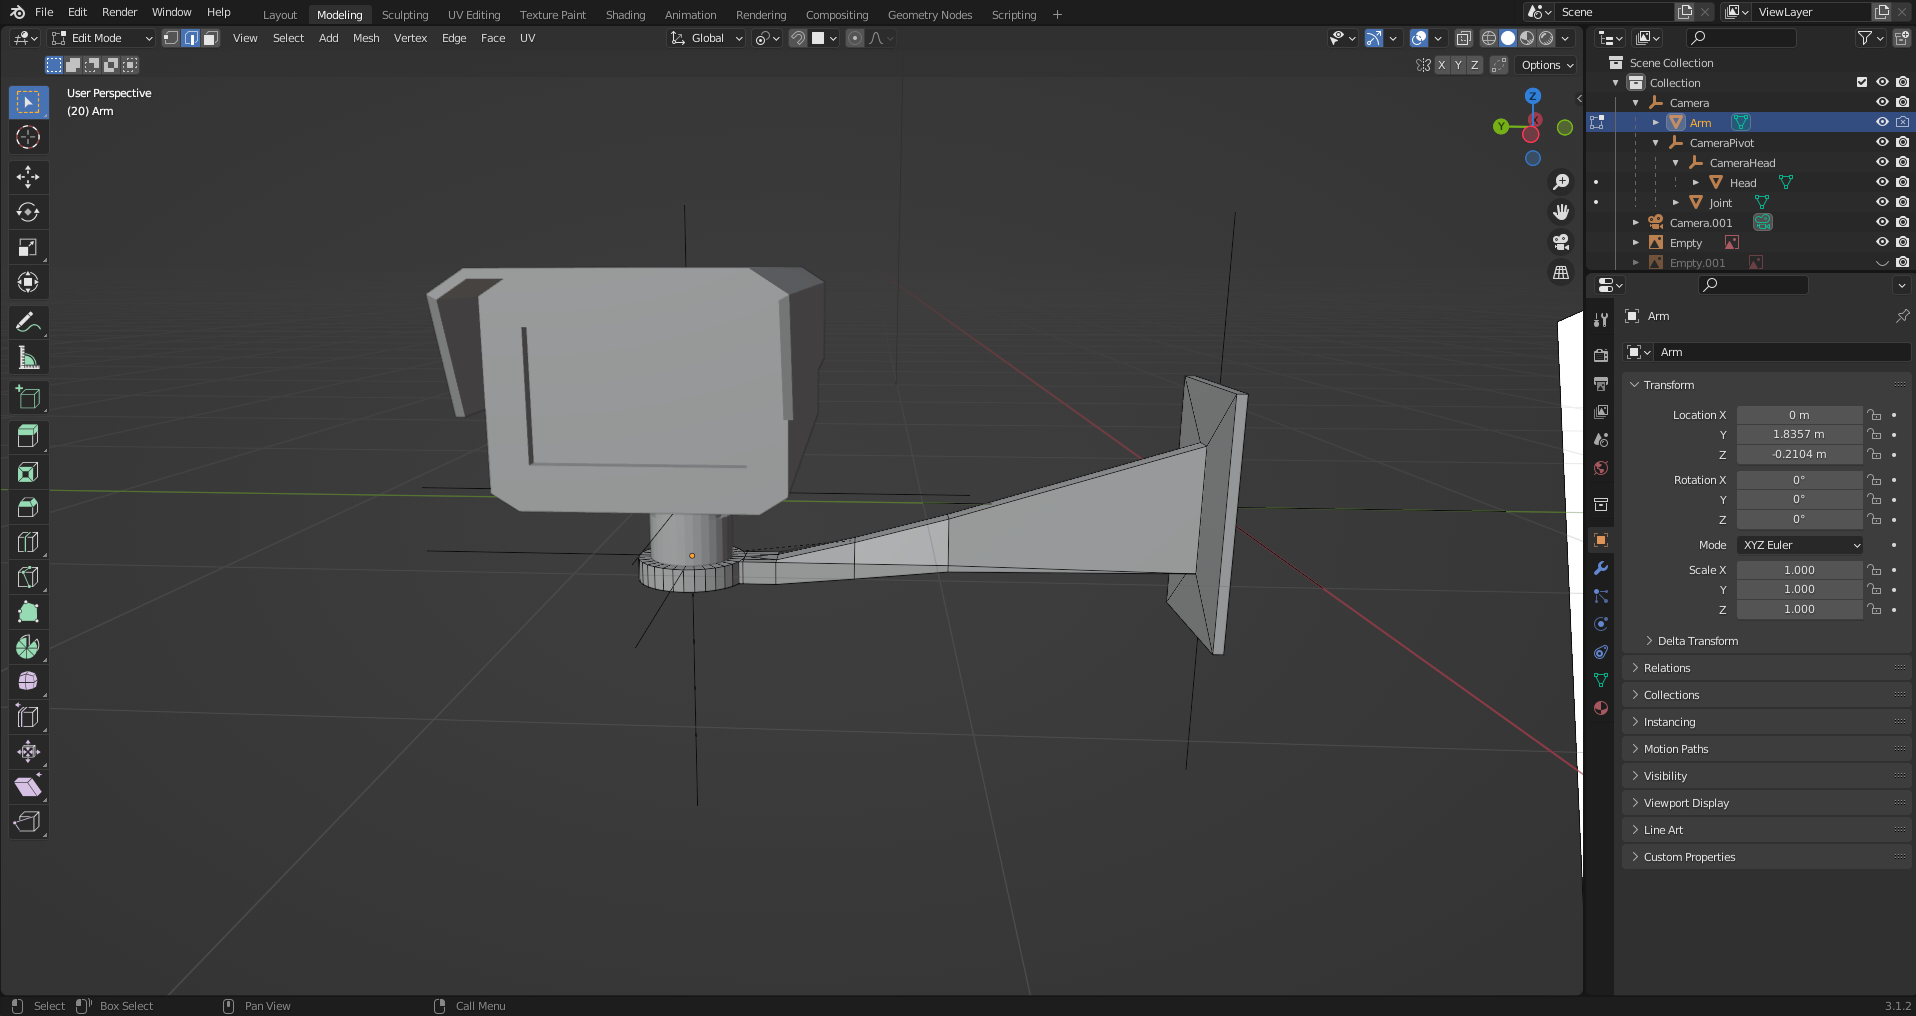 File Edit Render Window Help Layout Modeling Sculpting UV Editing Texture Paint Shading Animation Rendering Compositing Geometry Nodes Scripting + Scene ViewLayer
Edit Mode View Select Add Mesh Vertex Edge Face UV Global
X Y Z Options
User Perspective
(20) Arm
Z
Y
X
Scene Collection
Collection
Camera
Arm
CameraPivot
CameraHead
Head
Joint
Camera.001
Empty
Empty.001
Arm
Arm
Transform
Location X 0 m
Y 1.8357 m
Z -0.2104 m
Rotation X 0°
Y 0°
Z 0°
Mode XYZ Euler
Scale X 1.000
Y 1.000
Z 1.000
Delta Transform
Relations
Collections
Instancing
Motion Paths
Visibility
Viewport Display
Line Art
Custom Properties
Select Box Select Pan View Call Menu 3.1.2